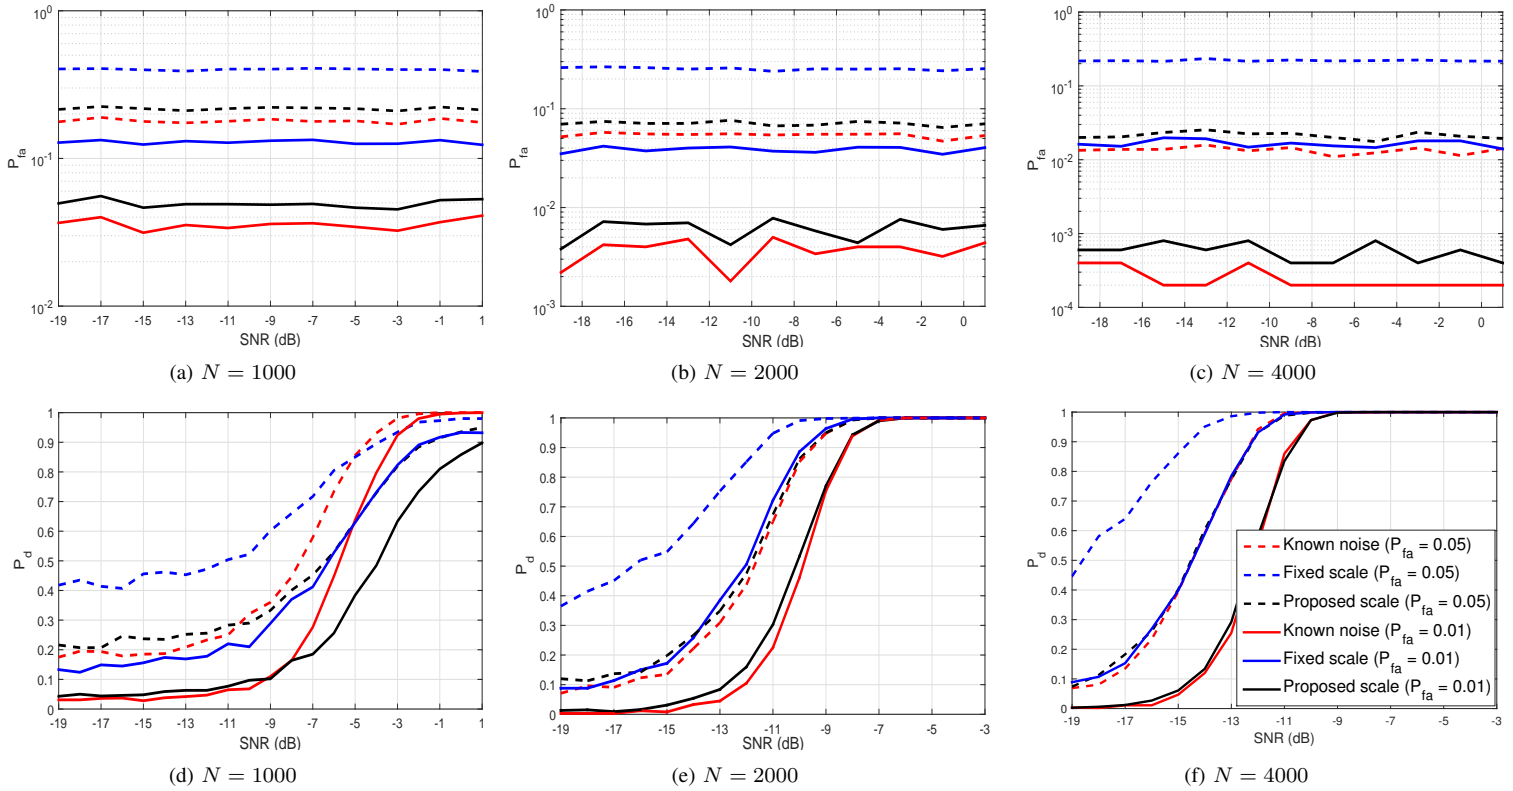 10^0
10^-1
10^-2
P_fa
-19 -17 -15 -13 -11 -9 -7 -5 -3 -1 1
SNR (dB)
(a) N = 1000
10^0
10^-1
10^-2
10^-3
P_fa
-18 -16 -14 -12 -10 -8 -6 -4 -2 0
SNR (dB)
(b) N = 2000
10^0
10^-1
10^-2
10^-3
10^-4
P_fa
-18 -16 -14 -12 -10 -8 -6 -4 -2 0
SNR (dB)
(c) N = 4000
1
0.9
0.8
0.7
0.6
0.5
0.4
0.3
0.2
0.1
0
P_d
-19 -17 -15 -13 -11 -9 -7 -5 -3 -1 1
SNR (dB)
(d) N = 1000
1
0.9
0.8
0.7
0.6
0.5
0.4
0.3
0.2
0.1
0
P_d
-19 -17 -15 -13 -11 -9 -7 -5 -3
SNR (dB)
(e) N = 2000
1
0.9
0.8
0.7
0.6
0.5
0.4
0.3
0.2
0.1
0
P_d
-19 -17 -15 -13 -11 -9 -7 -5 -3
SNR (dB)
Known noise (P_fa = 0.05)
Fixed scale (P_fa = 0.05)
Proposed scale (P_fa = 0.05)
Known noise (P_fa = 0.01)
Fixed scale (P_fa = 0.01)
Proposed scale (P_fa = 0.01)
(f) N = 4000